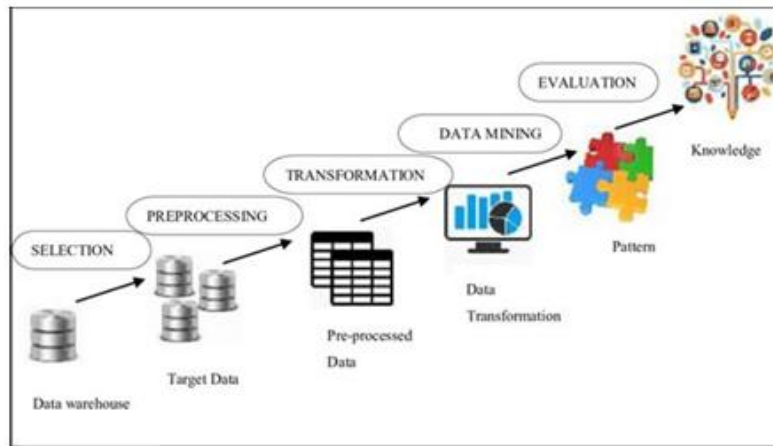 EVALUATION
Knowledge
DATA MINING
Pattern
TRANSFORMATION
Data
Transformation
PREPROCESSING
Pre-processed
Data
SELECTION
Target Data
Data warehouse